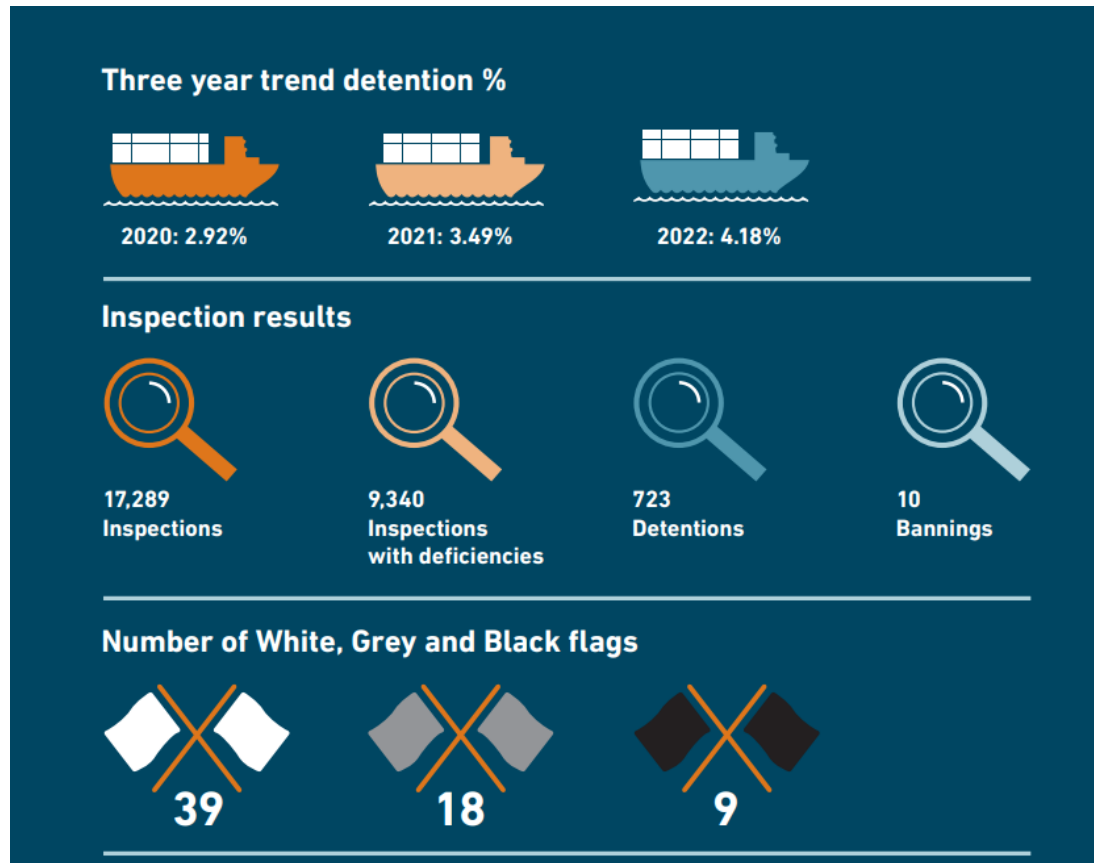 Three year trend detention %
2020: 2.92%
2021: 3.49%
2022: 4.18%
Inspection results
17,289
Inspections
9,340
Inspections
with deficiencies
723
Detentions
10
Bannings
Number of White, Grey and Black flags
39
18
9